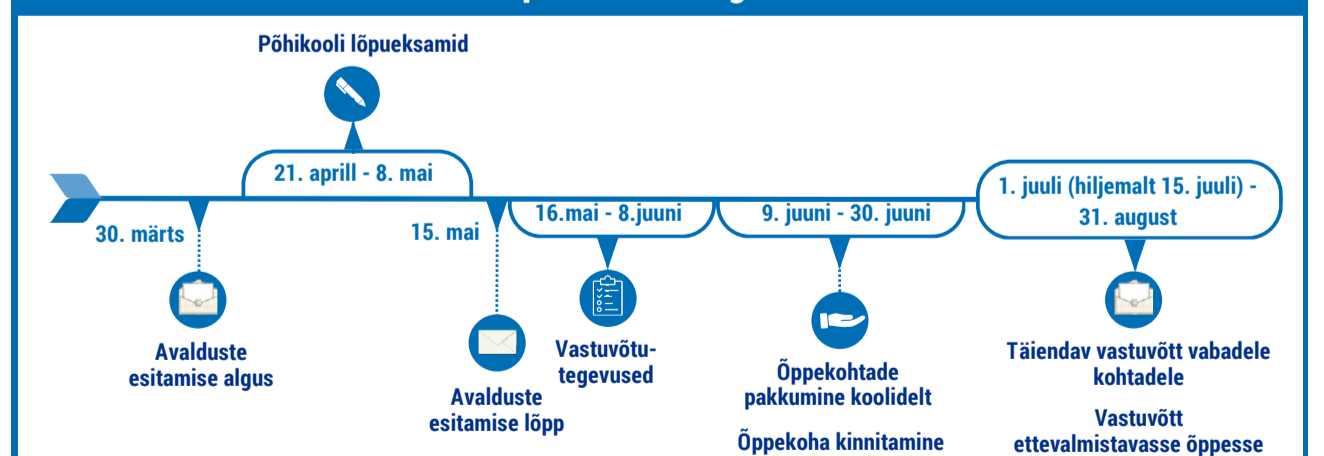 Põhikooli lõpueksamid
21. aprill - 8. mai
30. märts
Avalduste
esitamise algus
15. mai
Avalduste
esitamise lõpp
16.mai - 8.juuni
Vastuvõtu-
tegevused
9. juuni - 30. juuni
Õppekohtade
pakkumine koolidelt
Õppekoha kinnitamine
1. juuli (hiljemalt 15. juuli) -
31. august
Täiendav vastuvõtt vabadele
kohtadele
Vastuvõtt
ettevalmistavasse õppesse